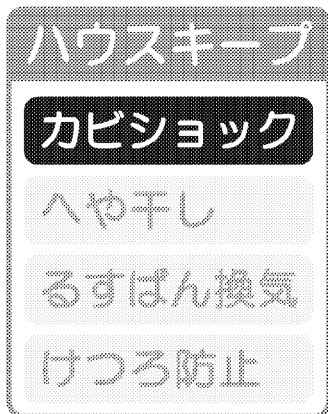 ハウスキープ
カビショック
へや干し
るすばん換気
けつろ防止